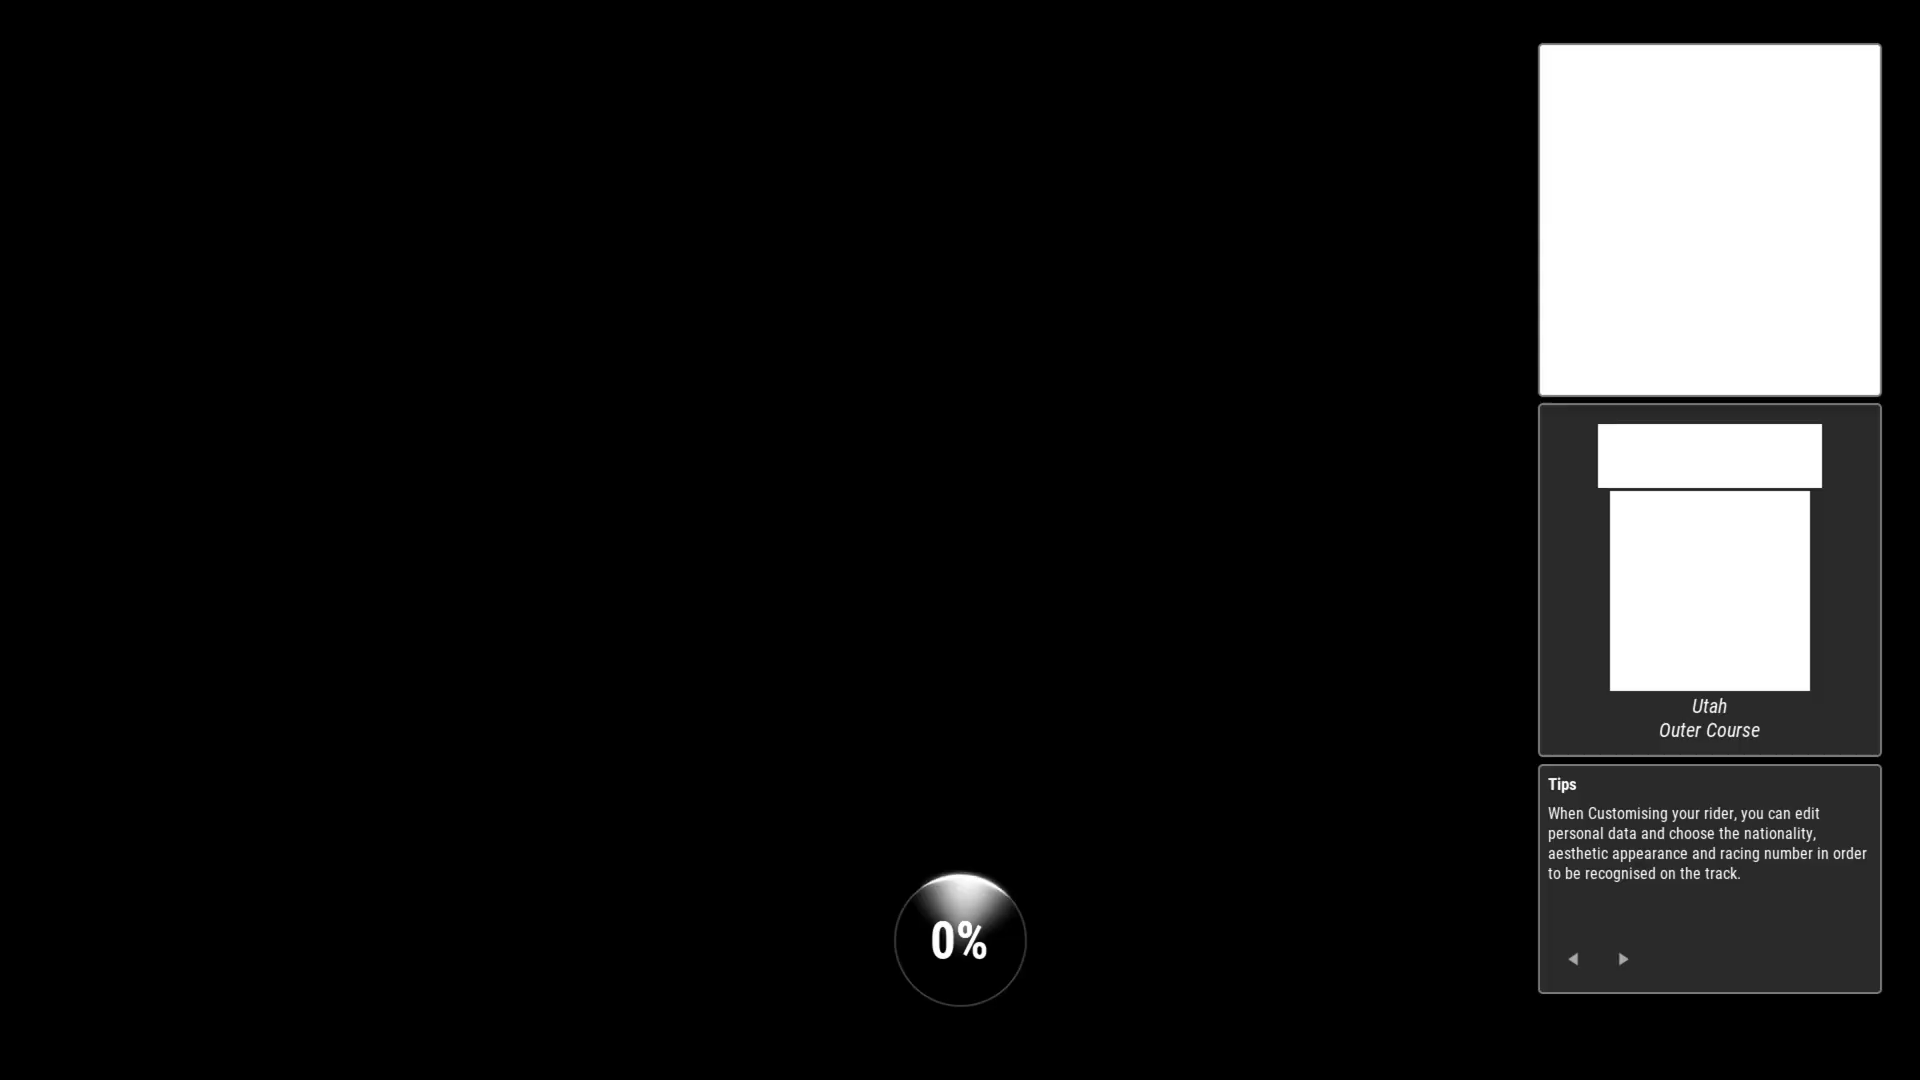 Utah
Outer Course
Tips
When Customising your rider, you can edit
personal data and choose the nationality,
aesthetic appearance and racing number in order
to be recognised on the track.
0%